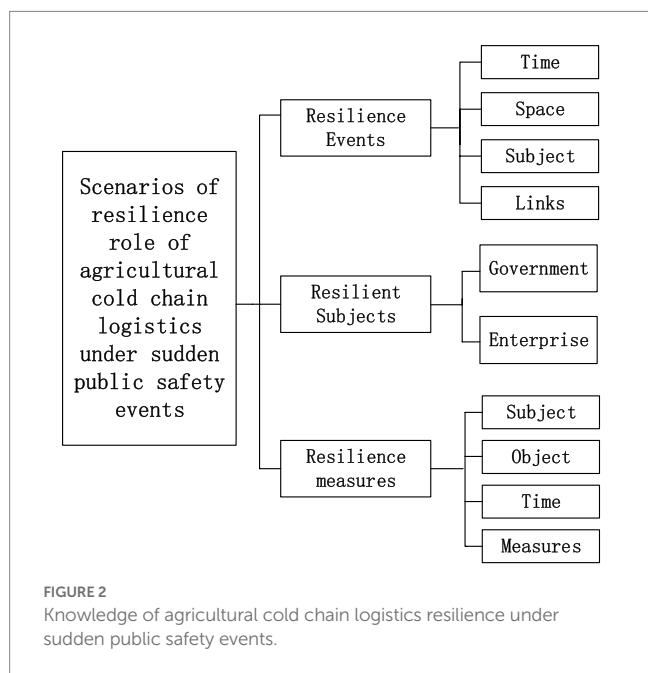 Scenarios of
resilience
role of
agricultural
cold chain
logistics
under sudden
public safety
events
Resilience
Events
Time
Space
Subject
Links
Resilient
Subjects
Government
Enterprise
Resilience
measures
Subject
Object
Time
Measures
FIGURE 2
Knowledge of agricultural cold chain logistics resilience under
sudden public safety events.